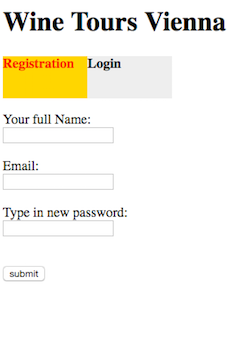 Wine Tours Vienna
Registration Login
Your full Name:
Email:
Type in new password:
submit